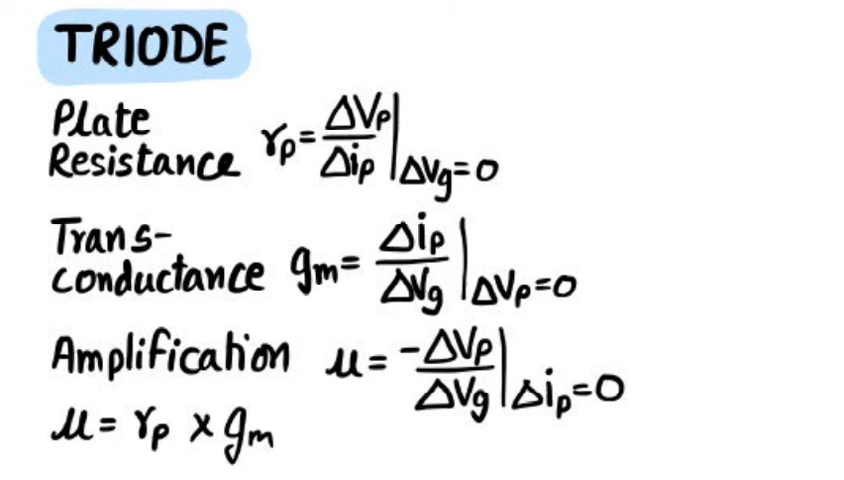 TRIODE
Plate
Resistance rp = ΔVp/Δip | ΔVg=0
Trans-
conductance gm = Δip/ΔVg | ΔVp=0
Amplification μ = -ΔVp/ΔVg | Δip=0
μ = rp × gm